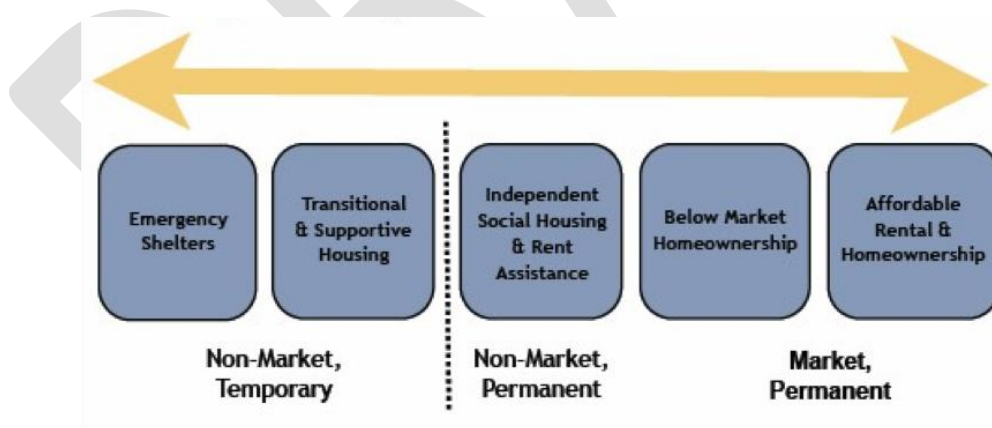 Emergency
Shelters
Transitional
& Supportive
Housing
Independent
Social Housing
& Rent
Assistance
Below Market
Homeownership
Affordable
Rental &
Homeownership
Non-Market,
Temporary
Non-Market,
Permanent
Market,
Permanent